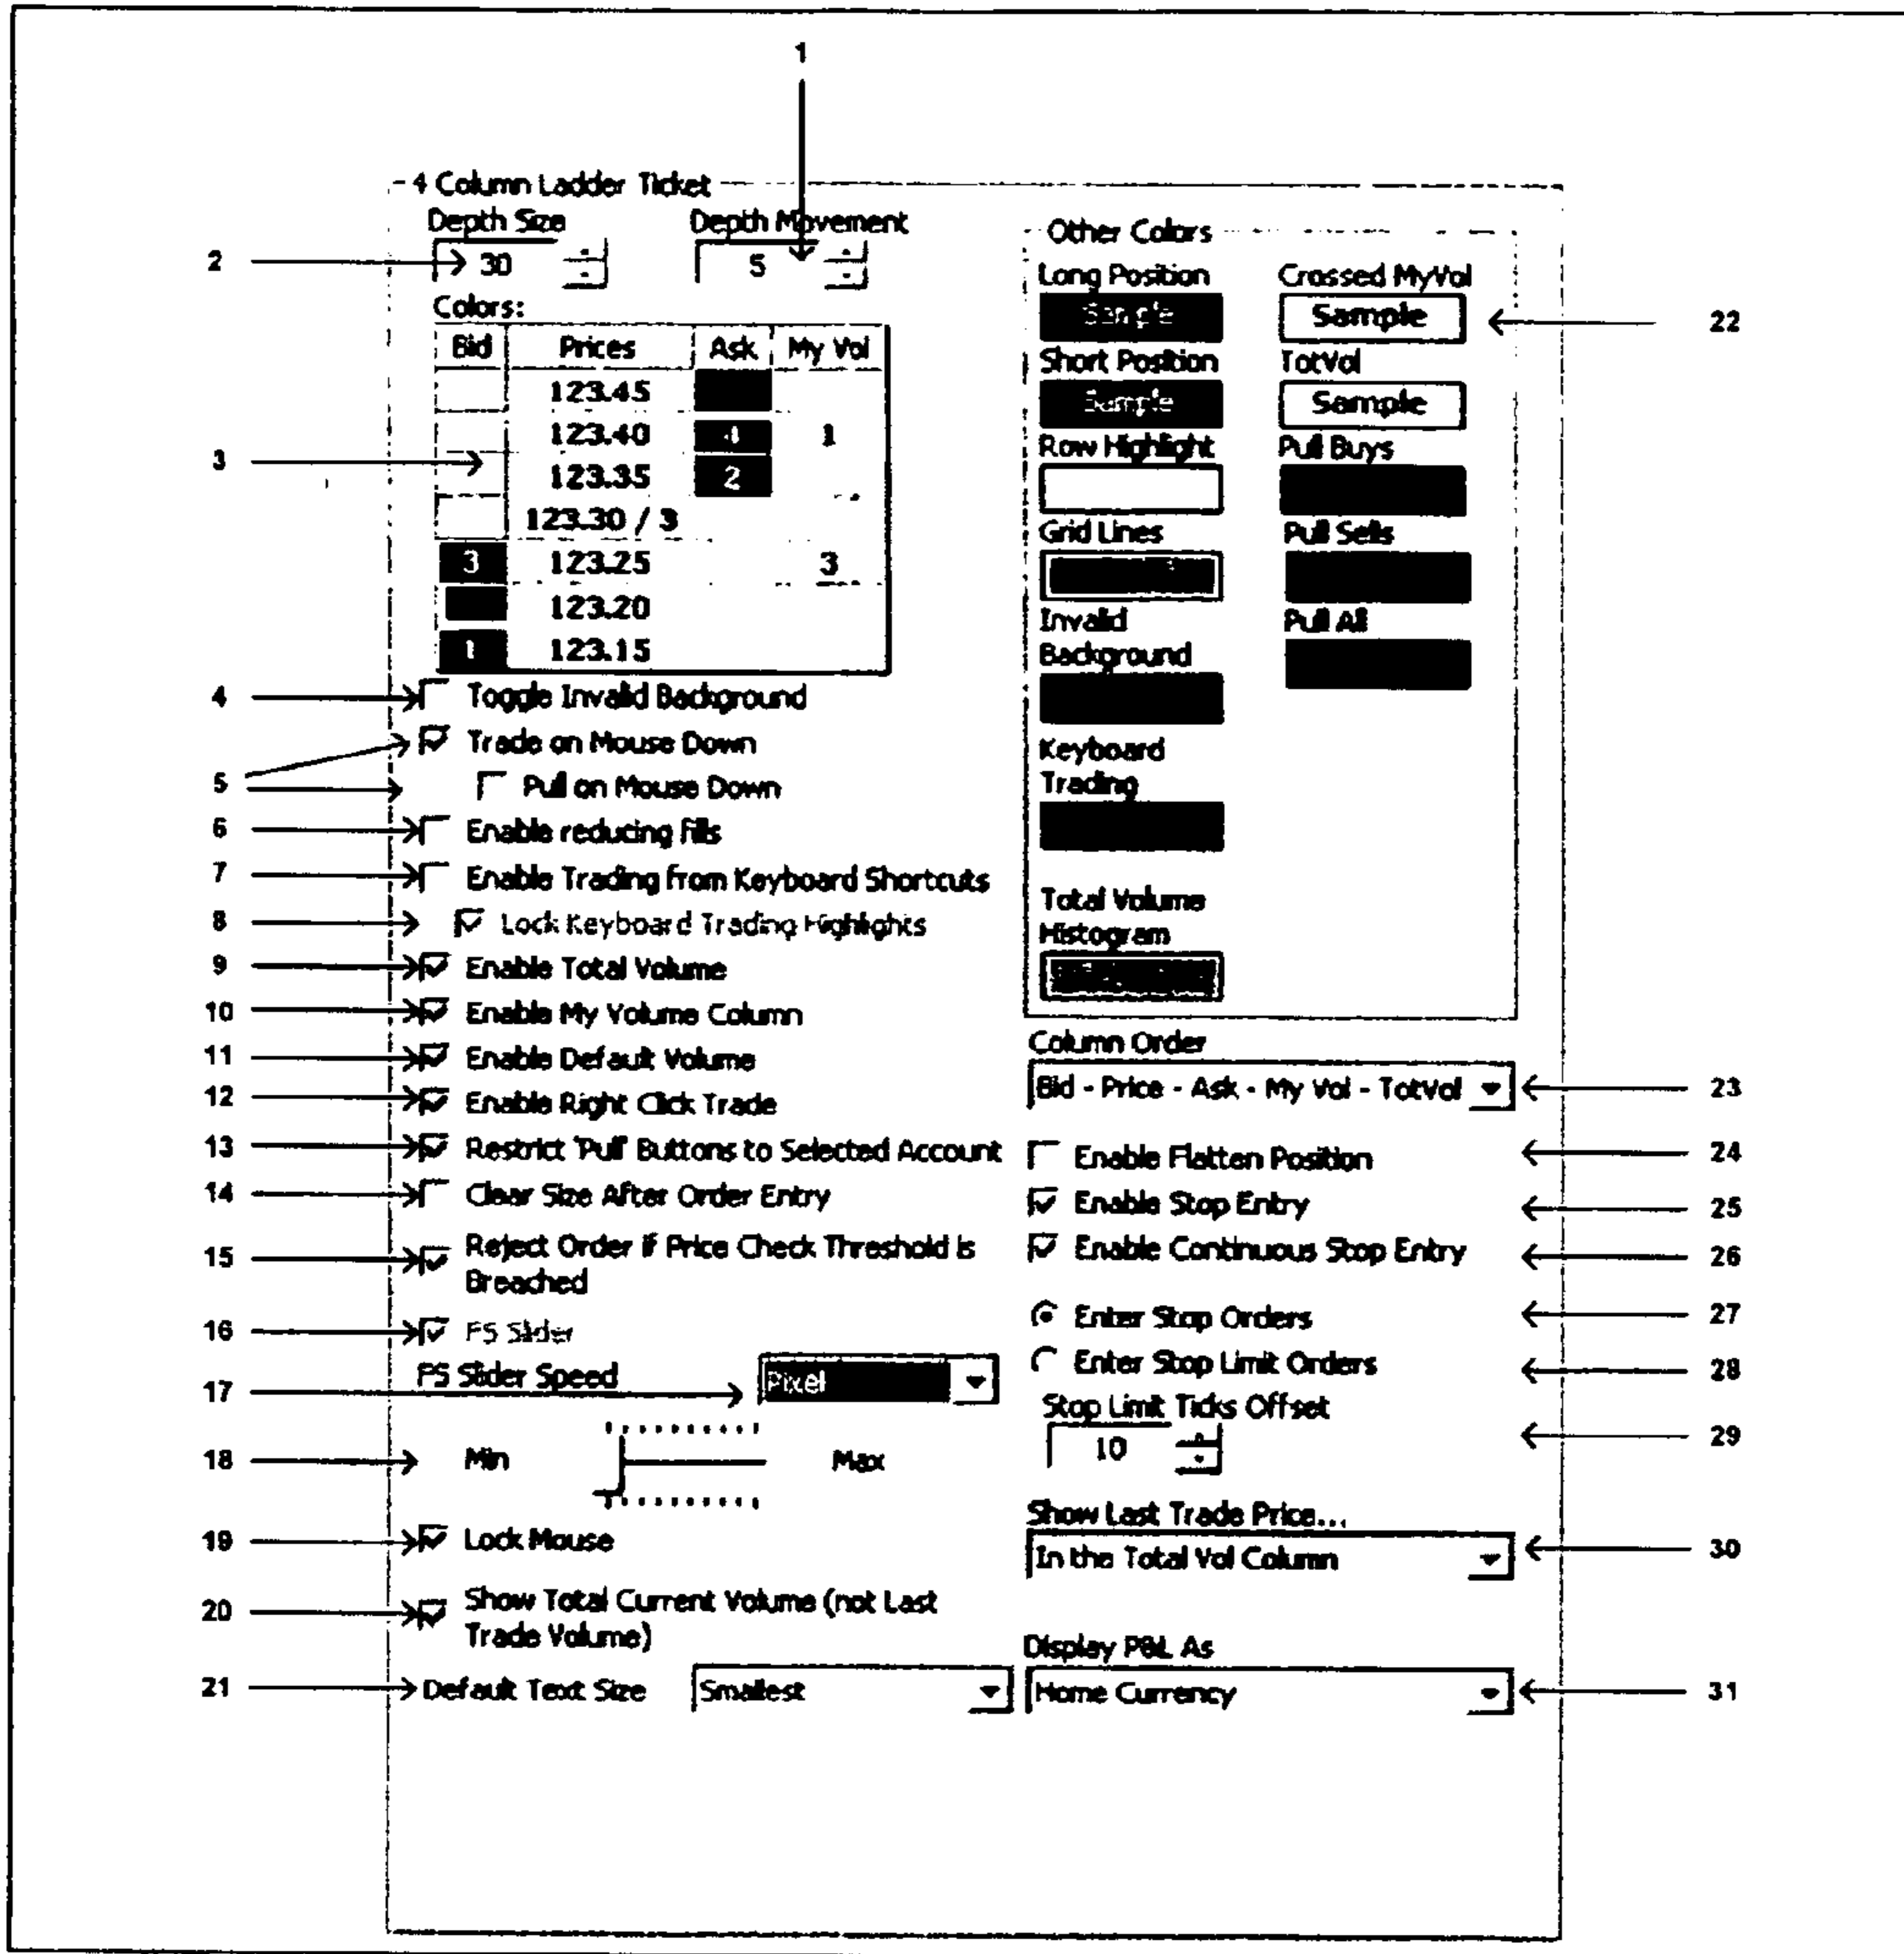 1
4 Column Ladder Ticket
Depth Size
Depth Movement
2
30
5
Colors:
Bid Prices Ask My Vol
123.45
123.40 4 1
3
123.35 2
123.30 / 3
3 123.25 3
123.20
1 123.15
4 Toggle Invalid Background
5 Trade on Mouse Down
Pull on Mouse Down
6 Enable reducing fills
7 Enable Trading from Keyboard Shortcuts
8 Lock Keyboard Trading Highlights
9 Enable Total Volume
10 Enable My Volume Column
11 Enable Default Volume
12 Enable Right Click Trade
13 Restrict 'Pull' Buttons to Selected Account
14 Clear Size After Order Entry
15 Reject Order if Price Check Threshold is
Breached
16 FS Slider
FS Slider Speed
17 Pixel
18 Min Max
19 Lock Mouse
20 Show Total Current Volume (not Last
Trade Volume)
21 Default Text Size Smallest
Other Colors
Long Position
Sample
Crossed MyVol
Sample 22
Short Position
Sample
TotVol
Sample
Row Highlight
Pull Buys
Grid Lines
Pull Sells
Invalid
Background
Pull All
Keyboard
Trading
Total Volume
Histogram
Column Order
Bid - Price - Ask - My Vol - TotVol 23
Enable Flatten Position 24
Enable Stop Entry 25
Enable Continuous Stop Entry 26
Enter Stop Orders 27
Enter Stop Limit Orders 28
Stop Limit Ticks Offset
10 29
Show Last Trade Price...
In the Total Vol Column 30
Display P&L As
Home Currency 31